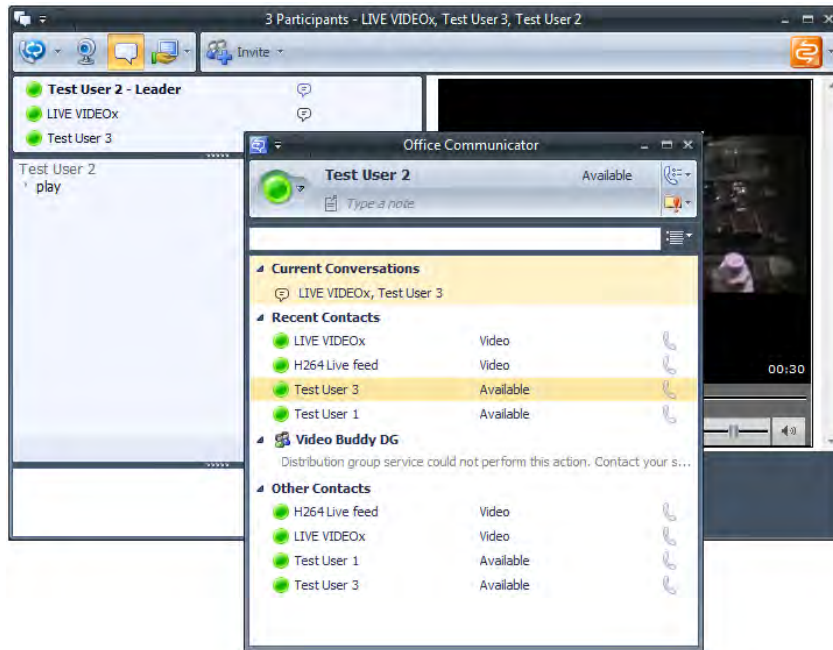 3 Participants - LIVE VIDEOx, Test User 3, Test User 2
Invite
Test User 2 - Leader
LIVE VIDEOx
Test User 3
Test User 2
play
Office Communicator
Test User 2 Available
Type a note
Current Conversations
LIVE VIDEOx, Test User 3
Recent Contacts
LIVE VIDEOx Video
H264 Live feed Video
Test User 3 Available
Test User 1 Available
Video Buddy DG
Distribution group service could not perform this action. Contact your s...
Other Contacts
H264 Live feed Video
LIVE VIDEOx Video
Test User 1 Available
Test User 3 Available
00:30